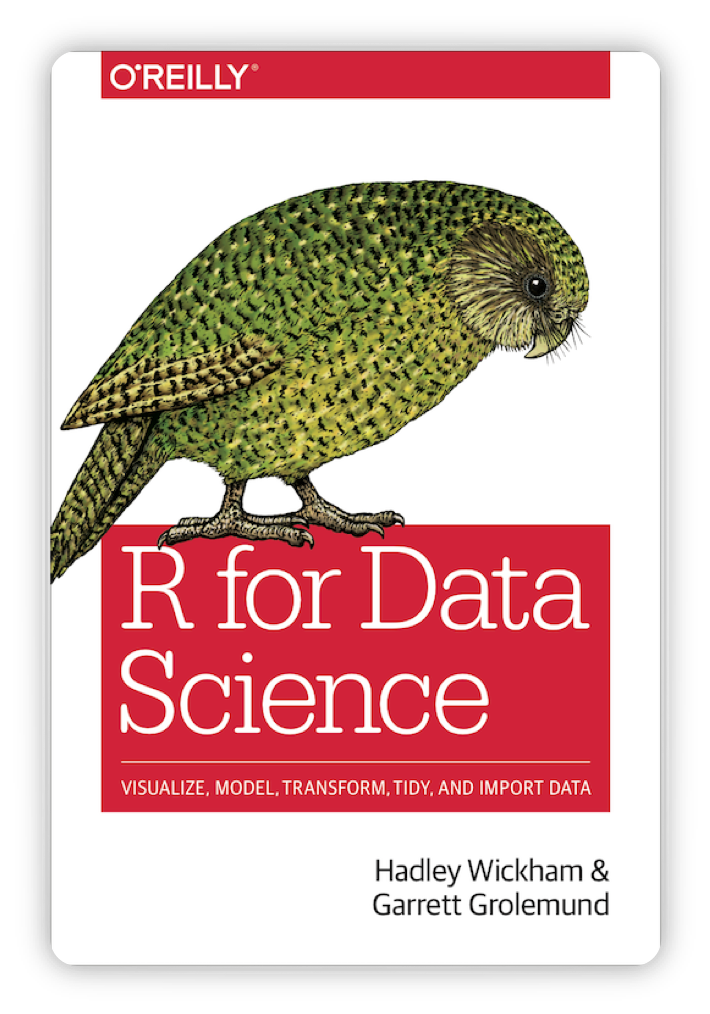 O'REILLY®
R for Data
Science
VISUALIZE, MODEL, TRANSFORM, TIDY, AND IMPORT DATA
Hadley Wickham &
Garrett Grolemund